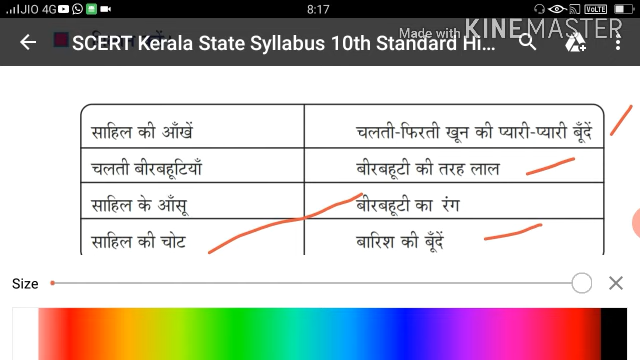 JIO 4G 8:17 VoLTE
Made with KINEMASTER
SCERT Kerala State Syllabus 10th Standard Hi...
साहिल की आँखें चलती-फिरती खून की प्यारी-प्यारी बूँदें
चलती बीरबहूटियाँ बीरबहूटी की तरह लाल
साहिल के आँसू बीरबहूटी का रंग
साहिल की चोट बारिश की बूँदें
Size